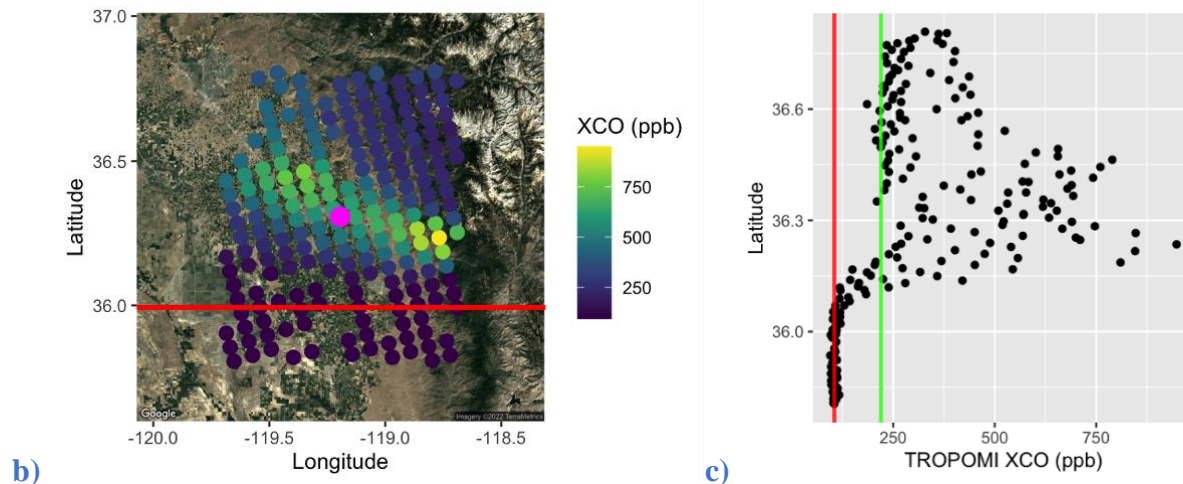 37.0
36.5
36.0
Latitude
-120.0
-119.5
-119.0
-118.5
Longitude
Google
Imagery ©2022 TerraMetrics
XCO (ppb)
750
500
250
b)
36.6
36.3
36.0
Latitude
250
500
750
TROPOMI XCO (ppb)
c)